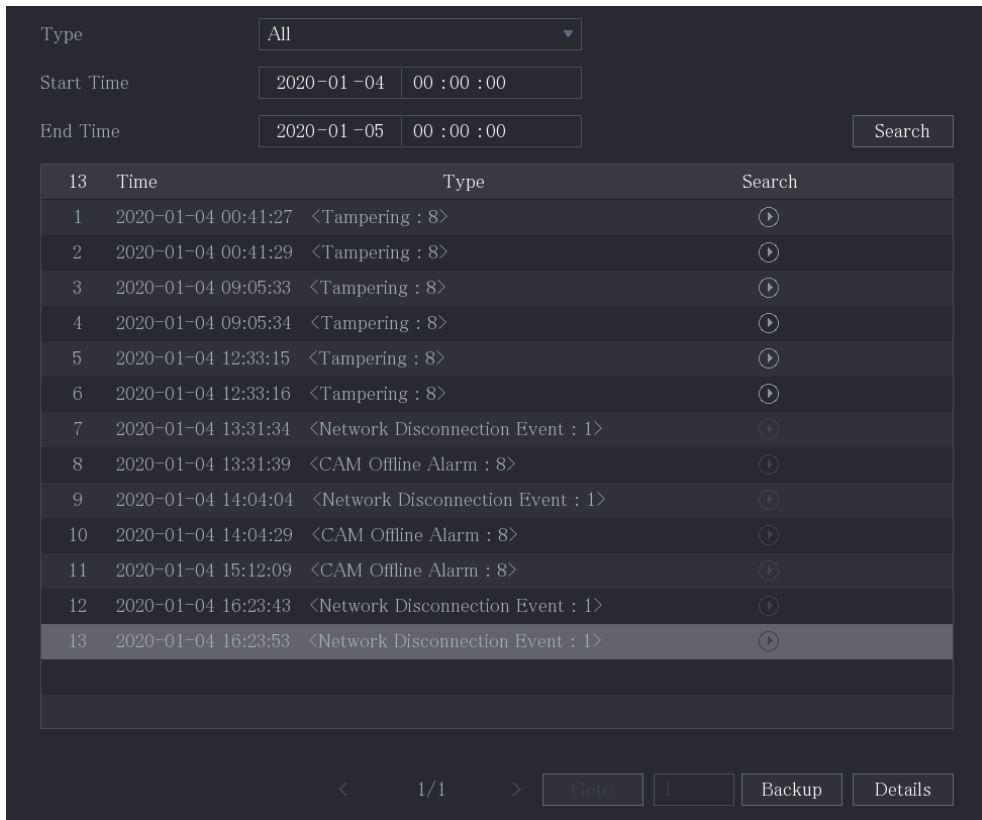 Type All
Start Time 2020-01-04 00:00:00
End Time 2020-01-05 00:00:00 Search
13 Time Type Search
1 2020-01-04 00:41:27 <Tampering : 8>
2 2020-01-04 00:41:29 <Tampering : 8>
3 2020-01-04 09:05:33 <Tampering : 8>
4 2020-01-04 09:05:34 <Tampering : 8>
5 2020-01-04 12:33:15 <Tampering : 8>
6 2020-01-04 12:33:16 <Tampering : 8>
7 2020-01-04 13:31:34 <Network Disconnection Event : 1>
8 2020-01-04 13:31:39 <CAM Offline Alarm : 8>
9 2020-01-04 14:04:04 <Network Disconnection Event : 1>
10 2020-01-04 14:04:29 <CAM Offline Alarm : 8>
11 2020-01-04 15:12:09 <CAM Offline Alarm : 8>
12 2020-01-04 16:23:43 <Network Disconnection Event : 1>
13 2020-01-04 16:23:53 <Network Disconnection Event : 1>
< 1/1 > Goto 1 Backup Details